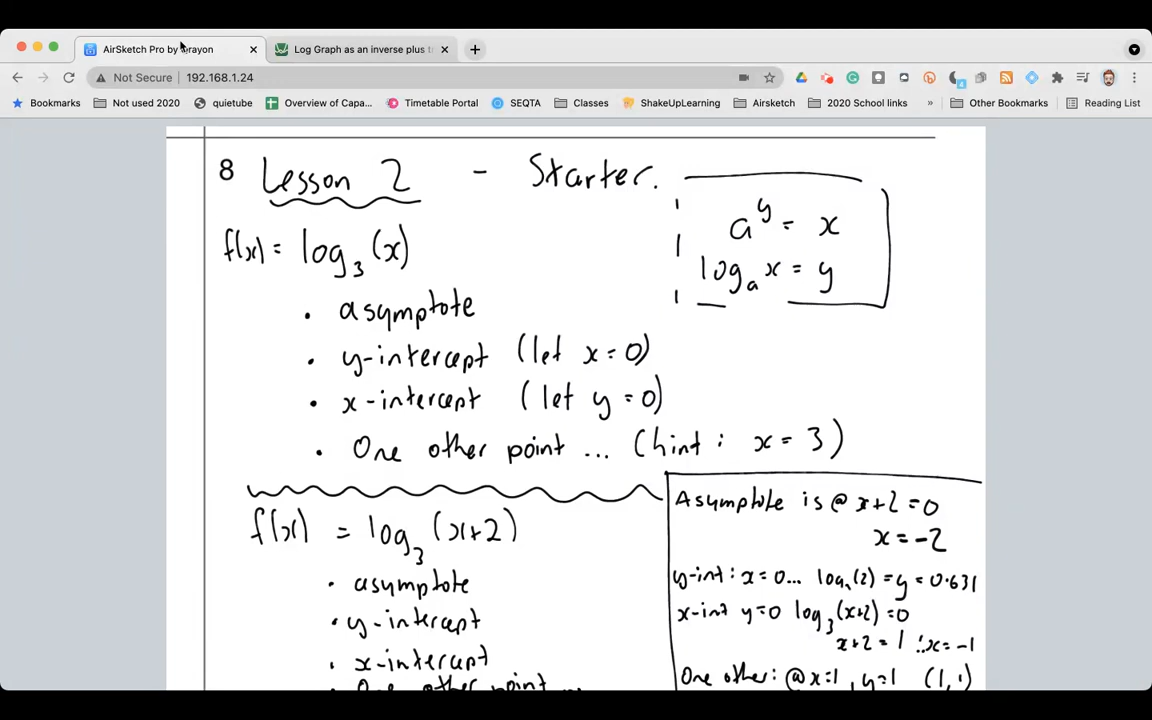 AirSketch Pro by
Log Graph as an inverse plus
Not Secure 192.168.1.24
Bookmarks Not used 2020 quietube Overview of Capa... Timetable Portal SEQTA Classes ShakeUpLearning Airsketch 2020 School links » Other Bookmarks Reading List
8 Lesson 2 - Starter.
a^y = x
log_a x = y
f(x) = log_3 (x)
• asymptote
• y-intercept (let x = 0)
• x-intercept (let y = 0)
• One other point ... (hint : x = 3)
f(x) = log_3 (x+2)
• asymptote
• y-intercept
• x-intercept
One other point ...
Asymptote is @ x+2 = 0
x = -2
y-int : x = 0 ... log (2) = y = 0.631
x-int y=0 log_3 (x+2) = 0
x+2 = 1 ∴ x = -1
One other : @ x=1, y=1 (1,1)